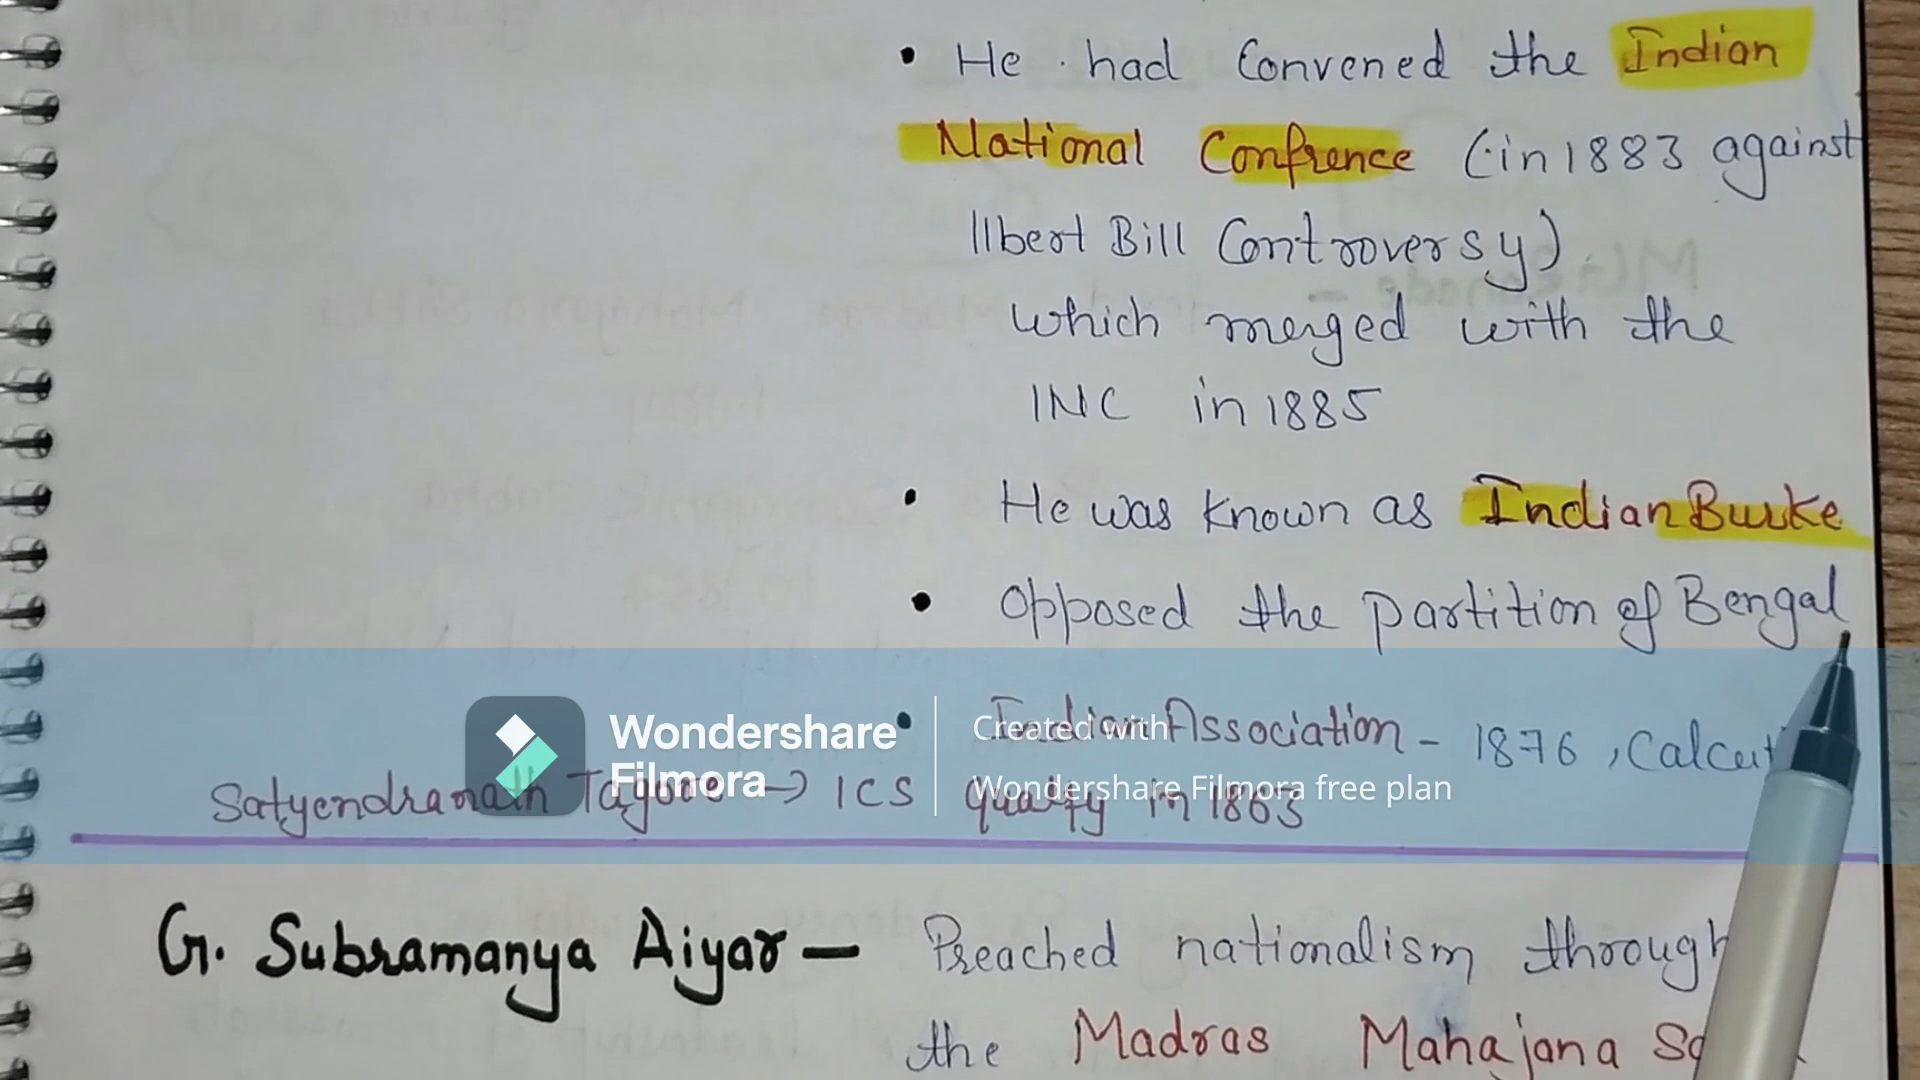 • He had Convened the Indian
National Confrence (in 1883 against
Ilbert Bill Controversy)
which merged with the
INC in 1885
• He was known as Indian Burke
• Opposed the partition of Bengal
• Indian Association - 1876, Calcut
Wondershare Filmora
Created with
Wondershare Filmora free plan
Satyendranath Tagore → ICS Qualify in 1863
G. Subramanya Aiyar — Preached nationalism through
the Madras Mahajana